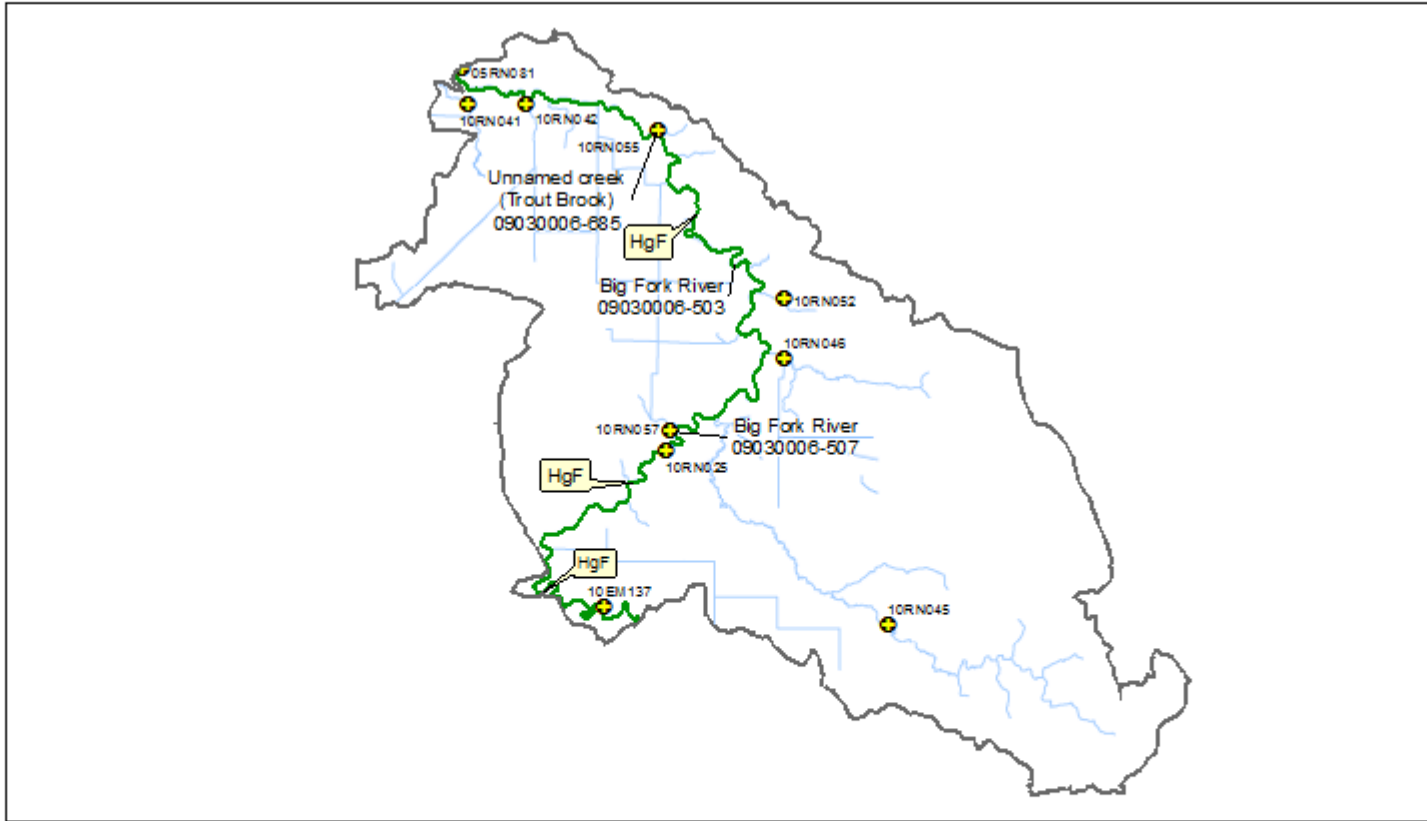 05RN081
10RN041
10RN042
10RN055
Unnamed creek
(Trout Brook)
09030006-685
HgF
Big Fork River
09030006-503
10RN052
10RN046
10RN057
Big Fork River
09030006-507
10RN025
HgF
HgF
10EM137
10RN045